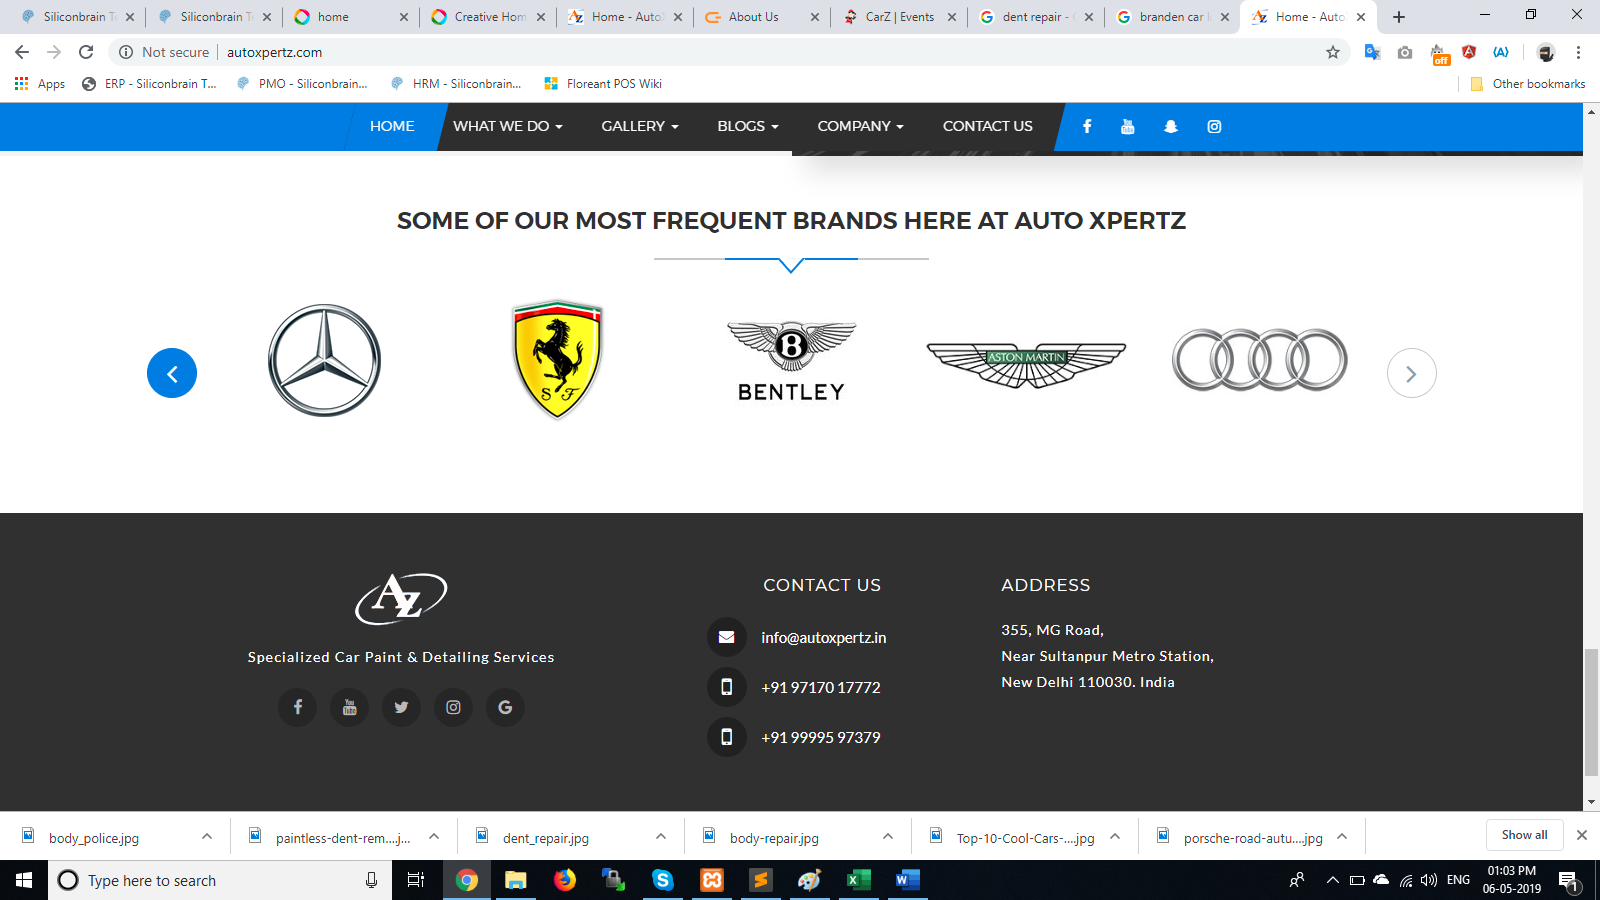 Siliconbrain Te
Siliconbrain Te
home
Creative Hom
Home - Auto
About Us
CarZ | Events
dent repair -
branden car l
Home - Auto
Not secure
autoxpertz.com
off
Apps
ERP - Siliconbrain T...
PMO - Siliconbrain...
HRM - Siliconbrain...
Floreant POS Wiki
Other bookmarks
HOME
WHAT WE DO
GALLERY
BLOGS
COMPANY
CONTACT US
SOME OF OUR MOST FREQUENT BRANDS HERE AT AUTO XPERTZ
S F
B
BENTLEY
ASTON MARTIN
AZ
Specialized Car Paint & Detailing Services
CONTACT US
info@autoxpertz.in
+91 97170 17772
+91 99995 97379
ADDRESS
355, MG Road,
Near Sultanpur Metro Station,
New Delhi 110030. India
body_police.jpg
paintless-dent-rem....j...
dent_repair.jpg
body-repair.jpg
Top-10-Cool-Cars-....jpg
porsche-road-autu....jpg
Show all
Type here to search
ENG
01:03 PM
06-05-2019
1